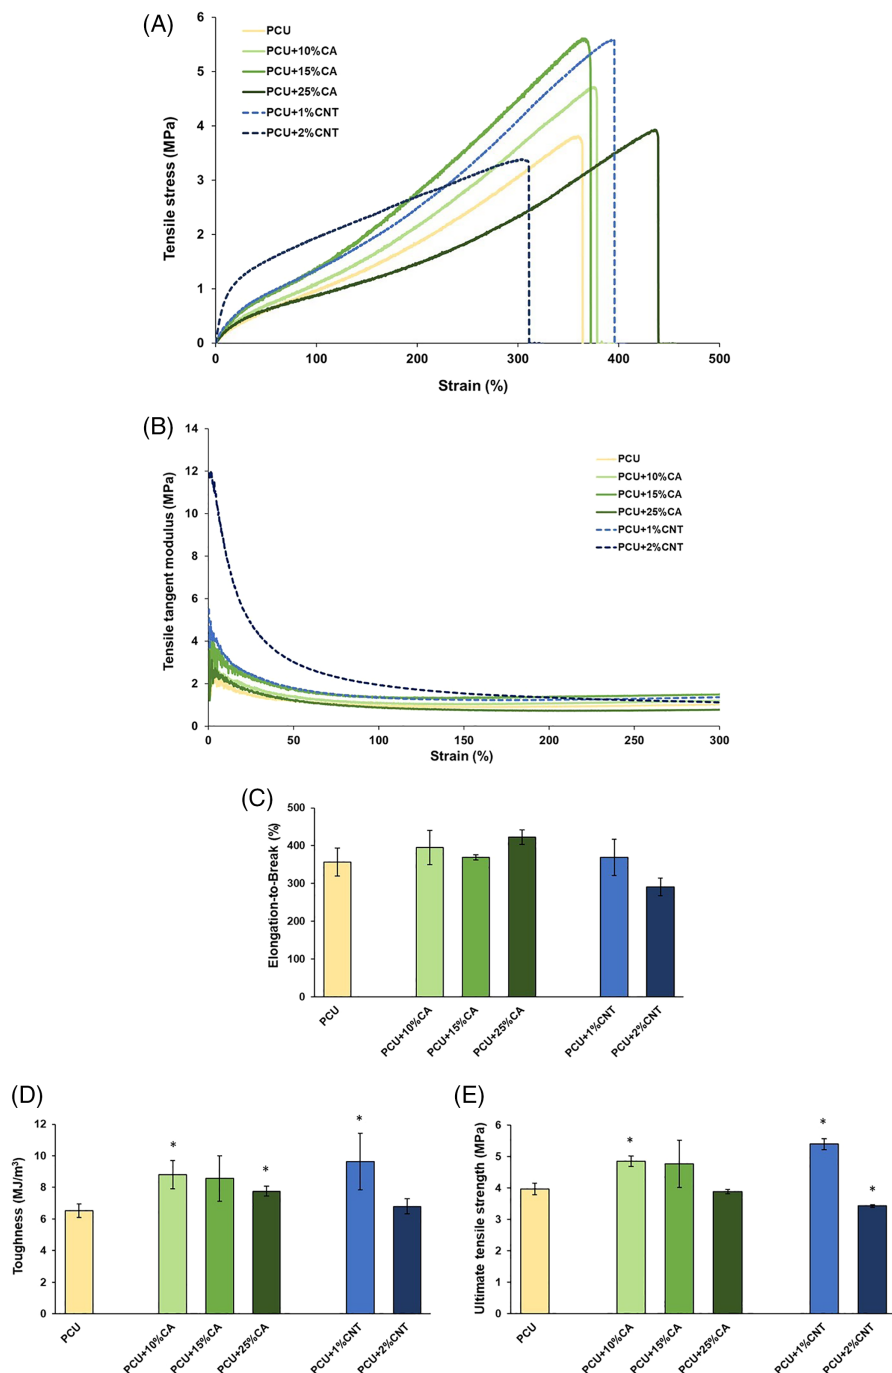 (A)
PCU
PCU+10%CA
PCU+15%CA
PCU+25%CA
PCU+1%CNT
PCU+2%CNT
Tensile stress (MPa)
6
5
4
3
2
1
0
0 100 200 300 400 500
Strain (%)
(B)
PCU
PCU+10%CA
PCU+15%CA
PCU+25%CA
PCU+1%CNT
PCU+2%CNT
Tensile tangent modulus (MPa)
14
12
10
8
6
4
2
0
0 50 100 150 200 250 300
Strain (%)
(C)
Elongation-to-Break (%)
500
400
300
200
100
0
PCU
PCU+10%CA
PCU+15%CA
PCU+25%CA
PCU+1%CNT
PCU+2%CNT
(D)
Toughness (MJ/m³)
12
10
8
6
4
2
0
* * *
PCU
PCU+10%CA
PCU+15%CA
PCU+25%CA
PCU+1%CNT
PCU+2%CNT
(E)
Ultimate tensile strength (MPa)
6
5
4
3
2
1
0
* * *
PCU
PCU+10%CA
PCU+15%CA
PCU+25%CA
PCU+1%CNT
PCU+2%CNT